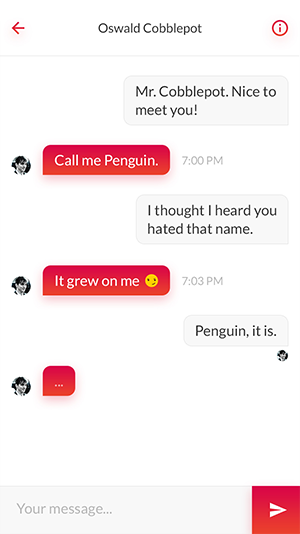 Oswald Cobblepot
Mr. Cobblepot. Nice to
meet you!
Call me Penguin.
7:00 PM
I thought I heard you
hated that name.
It grew on me 😏
7:03 PM
Penguin, it is.
...
Your message...